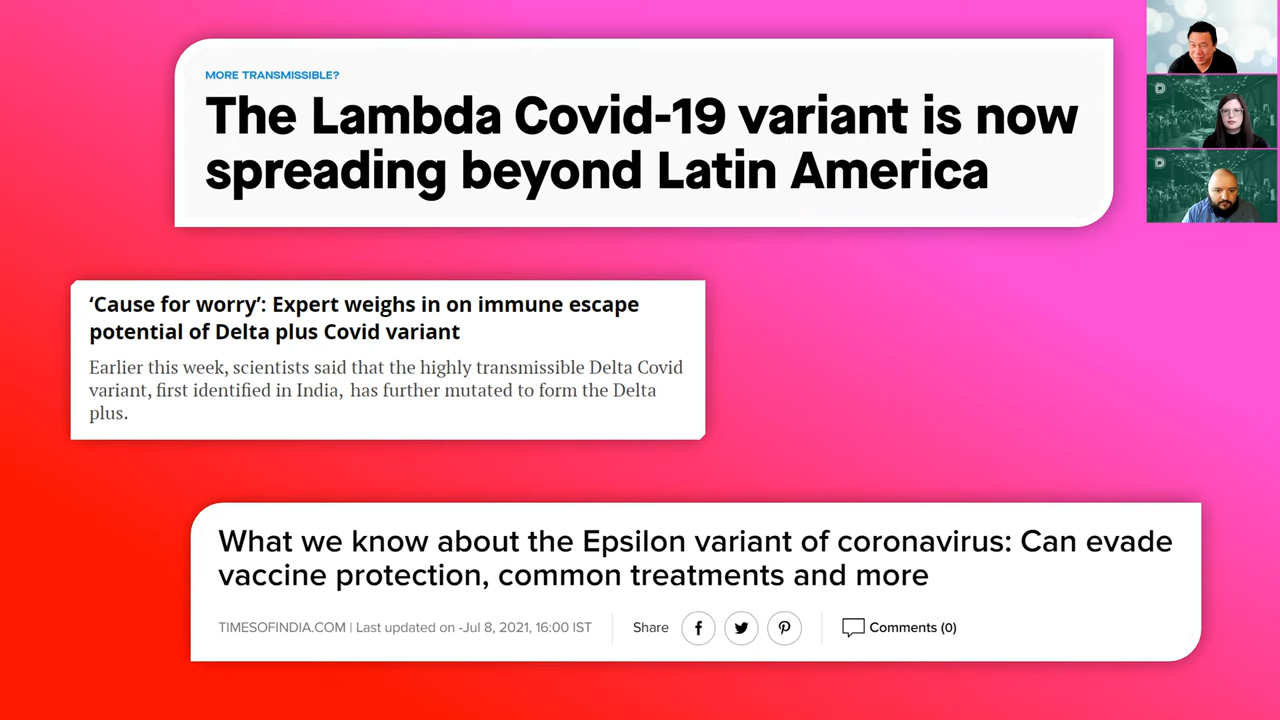 MORE TRANSMISSIBLE?
The Lambda Covid-19 variant is now
spreading beyond Latin America
‘Cause for worry’: Expert weighs in on immune escape
potential of Delta plus Covid variant
Earlier this week, scientists said that the highly transmissible Delta Covid
variant, first identified in India, has further mutated to form the Delta
plus.
What we know about the Epsilon variant of coronavirus: Can evade
vaccine protection, common treatments and more
TIMESOFINDIA.COM | Last updated on -Jul 8, 2021, 16:00 IST
Share
Comments (0)